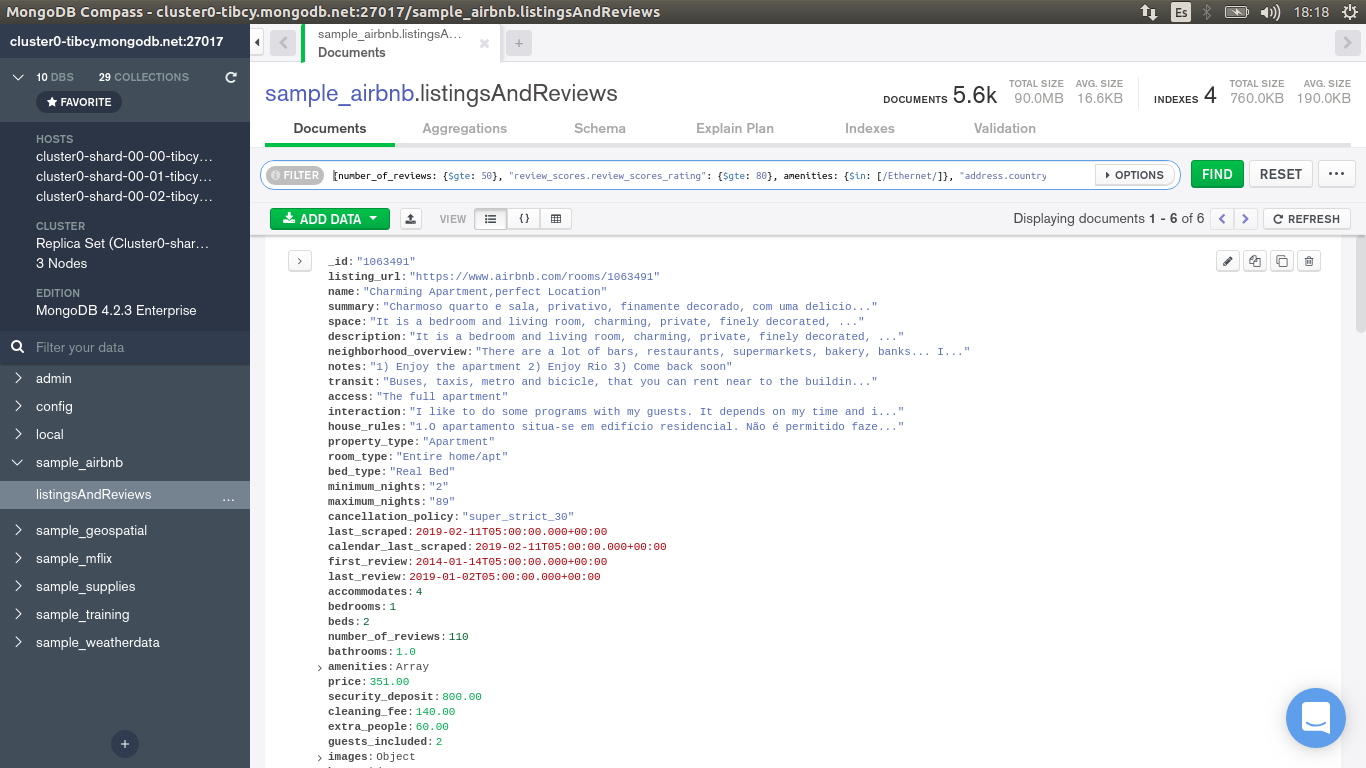 MongoDB Compass - cluster0-tibcy.mongodb.net:27017/sample_airbnb.listingsAndReviews
Es
18:18
cluster0-tibcy.mongodb.net:27017
10 DBS 29 COLLECTIONS
FAVORITE
HOSTS
cluster0-shard-00-00-tibcy...
cluster0-shard-00-01-tibcy...
cluster0-shard-00-02-tibcy...
CLUSTER
Replica Set (Cluster0-shar...
3 Nodes
EDITION
MongoDB 4.2.3 Enterprise
Filter your data
admin
config
local
sample_airbnb
listingsAndReviews ...
sample_geospatial
sample_mflix
sample_supplies
sample_training
sample_weatherdata
+
sample_airbnb.listingsA...
Documents
+
sample_airbnb.listingsAndReviews
DOCUMENTS 5.6k TOTAL SIZE 90.0MB AVG. SIZE 16.6KB INDEXES 4 TOTAL SIZE 760.0KB AVG. SIZE 190.0KB
Documents Aggregations Schema Explain Plan Indexes Validation
FILTER {number_of_reviews: {$gte: 50}, "review_scores.review_scores_rating": {$gte: 80}, amenities: {$in: [/Ethernet/]}, "address.country OPTIONS FIND RESET ...
ADD DATA VIEW {} Displaying documents 1 - 6 of 6 < > REFRESH
_id:"1063491"
listing_url:"https://www.airbnb.com/rooms/1063491"
name:"Charming Apartment,perfect Location"
summary:"Charmoso quarto e sala, privativo, finamente decorado, com uma delicio..."
space:"It is a bedroom and living room, charming, private, finely decorated, ..."
description:"It is a bedroom and living room, charming, private, finely decorated, ..."
neighborhood_overview:"There are a lot of bars, restaurants, supermarkets, bakery, banks... I..."
notes:"1) Enjoy the apartment 2) Enjoy Rio 3) Come back soon"
transit:"Buses, taxis, metro and bicicle, that you can rent near to the buildin..."
access:"The full apartment"
interaction:"I like to do some programs with my guests. It depends on my time and i..."
house_rules:"1.O apartamento situa-se em edifício residencial. Não é permitido faze..."
property_type:"Apartment"
room_type:"Entire home/apt"
bed_type:"Real Bed"
minimum_nights:"2"
maximum_nights:"89"
cancellation_policy:"super_strict_30"
last_scraped:2019-02-11T05:00:00.000+00:00
calendar_last_scraped:2019-02-11T05:00:00.000+00:00
first_review:2014-01-14T05:00:00.000+00:00
last_review:2019-01-02T05:00:00.000+00:00
accommodates:4
bedrooms:1
beds:2
number_of_reviews:110
bathrooms:1.0
amenities:Array
price:351.00
security_deposit:800.00
cleaning_fee:140.00
extra_people:60.00
guests_included:2
images:Object